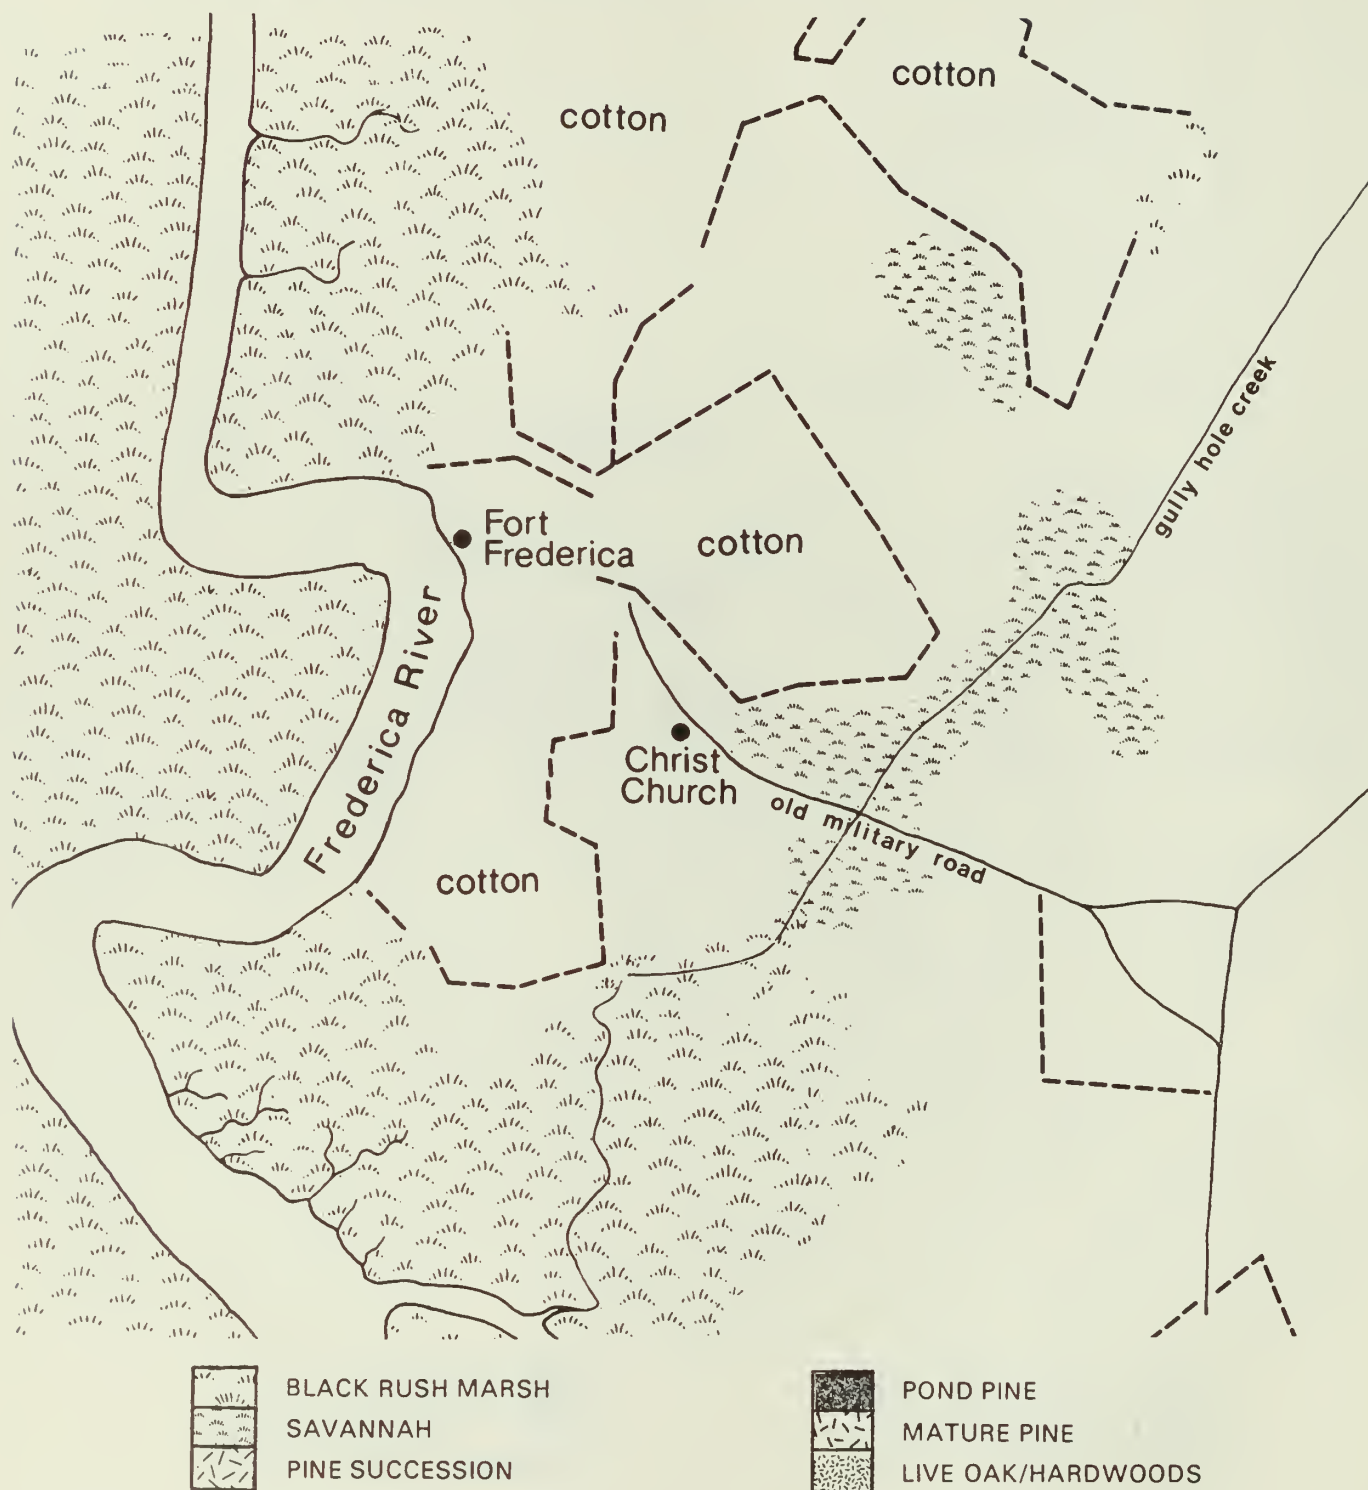 cotton
cotton
gully hole creek
Fort
Frederica
cotton
Frederica River
Christ
Church
old military road
cotton
BLACK RUSH MARSH
SAVANNAH
PINE SUCCESSION
POND PINE
MATURE PINE
LIVE OAK/HARDWOODS